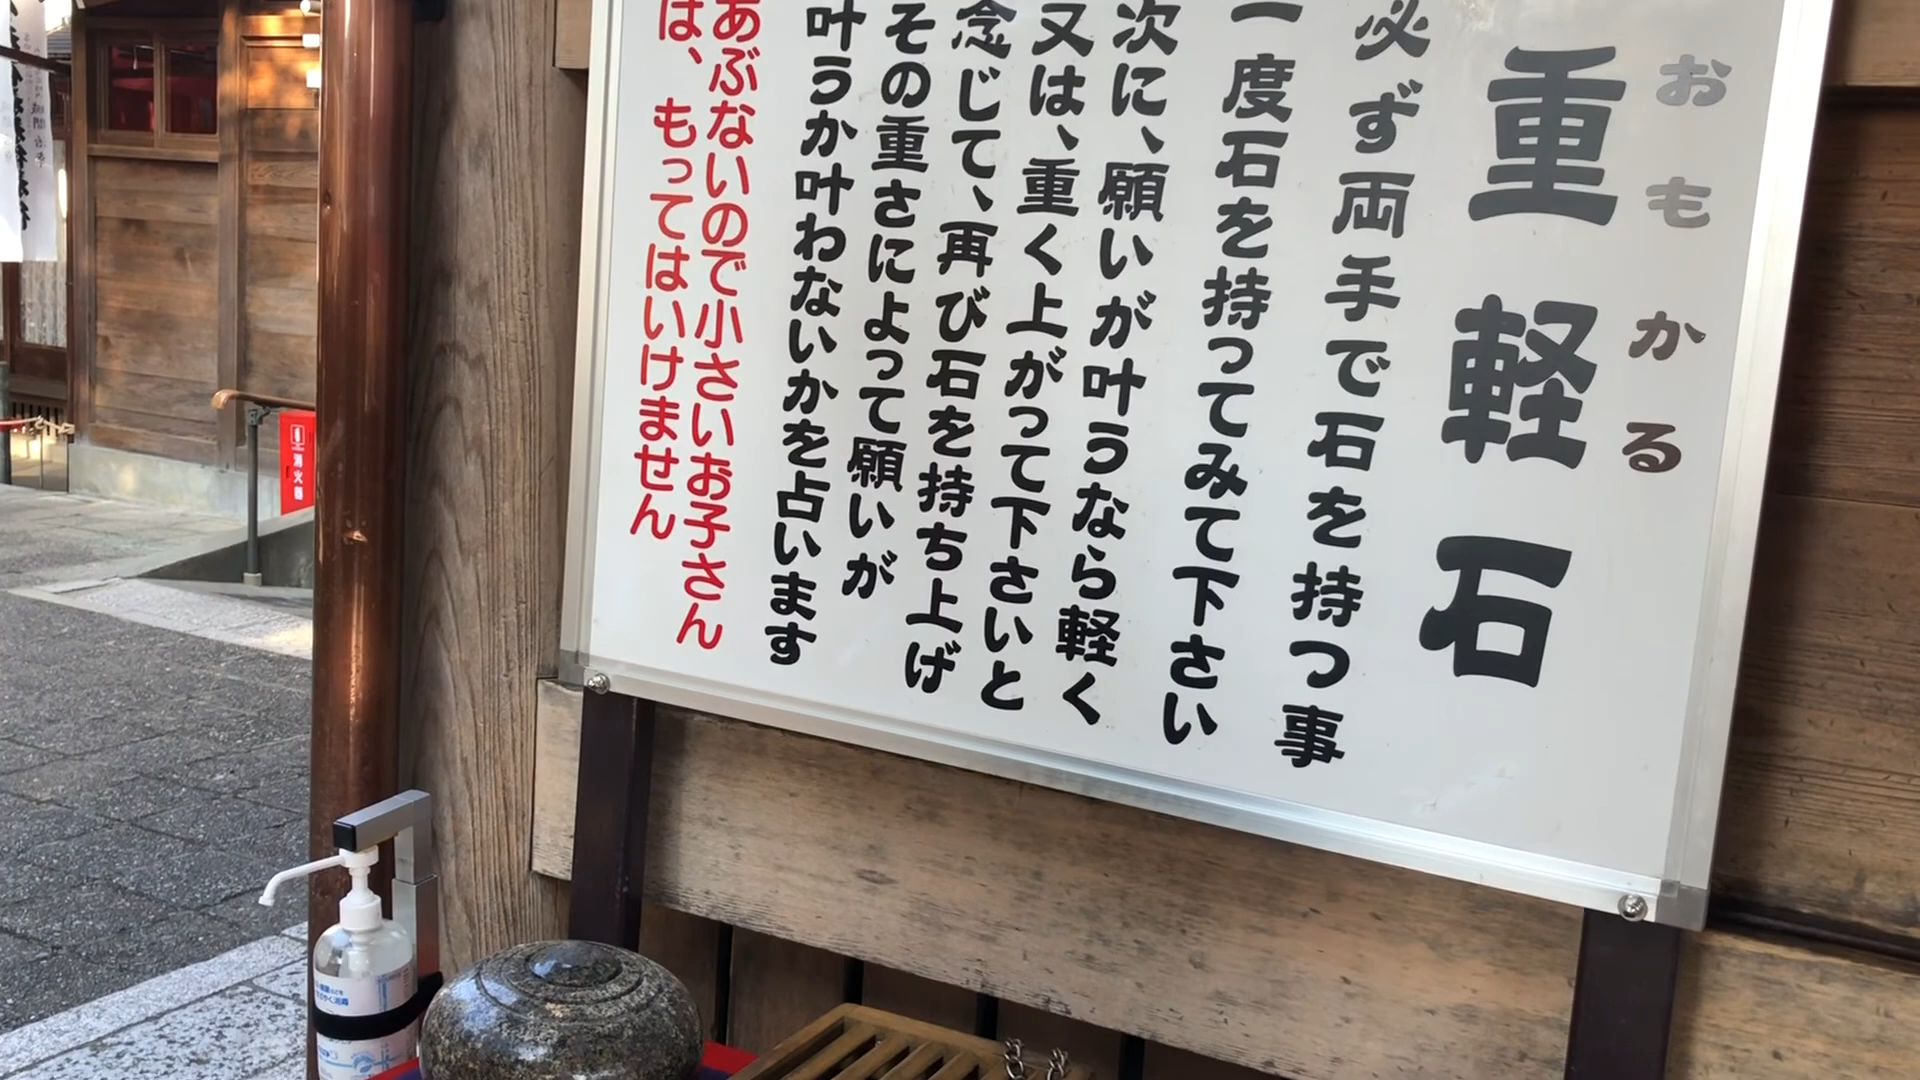 おもかる
重軽石
必ず両手で石を持つ事
一度石を持ってみて下さい
次に、願いが叶うなら軽く
又は、重く上がって下さいと
念じて、再び石を持ち上げ
その重さによって願いが
叶うか叶わないかを占います
あぶないので小さいお子さん
は、もってはいけません
消火器